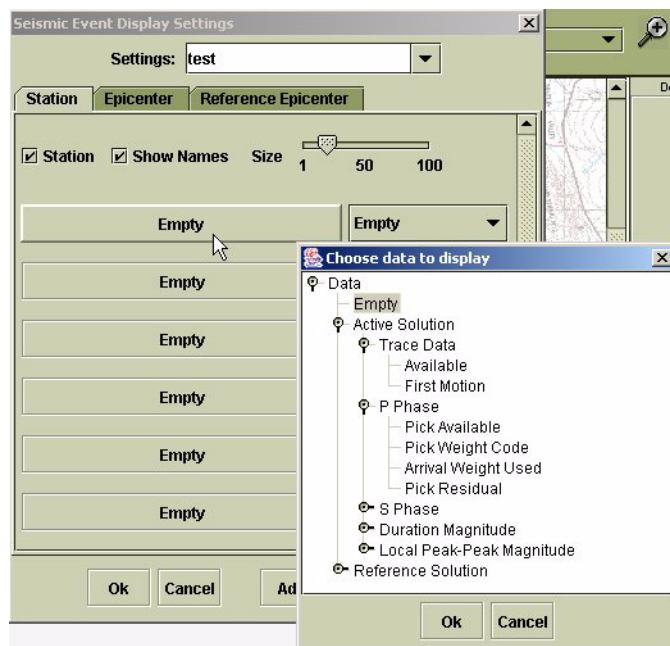 Seismic Event Display Settings
Settings: test
Station Epicenter Reference Epicenter
Station Show Names Size 1 50 100
Empty Empty
Empty
Empty
Empty
Empty
Empty
Ok Cancel
Choose data to display
Data
Empty
Active Solution
Trace Data
Available
First Motion
P Phase
Pick Available
Pick Weight Code
Arrival Weight Used
Pick Residual
S Phase
Duration Magnitude
Local Peak-Peak Magnitude
Reference Solution
Ok Cancel